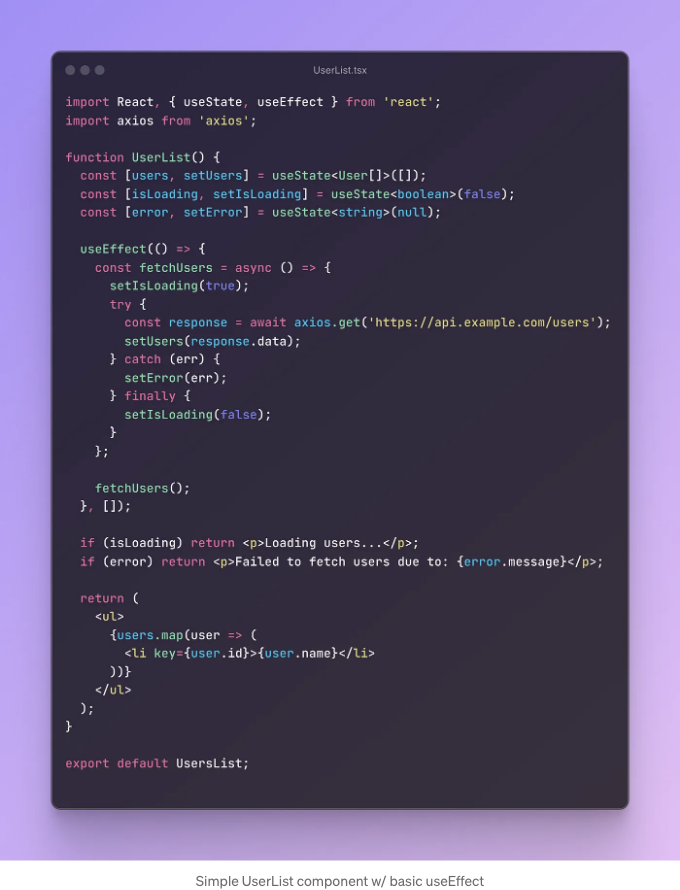 UserList.tsx
import React, { useState, useEffect } from 'react';
import axios from 'axios';

function UserList() {
  const [users, setUsers] = useState<User[]>([]);
  const [isLoading, setIsLoading] = useState<boolean>(false);
  const [error, setError] = useState<string>(null);

  useEffect(() => {
    const fetchUsers = async () => {
      setIsLoading(true);
      try {
        const response = await axios.get('https://api.example.com/users');
        setUsers(response.data);
      } catch (err) {
        setError(err);
      } finally {
        setIsLoading(false);
      }
    };

    fetchUsers();
  }, []);

  if (isLoading) return <p>Loading users...</p>;
  if (error) return <p>Failed to fetch users due to: {error.message}</p>;

  return (
    <ul>
      {users.map(user => (
        <li key={user.id}>{user.name}</li>
      ))}
    </ul>
  );
}

export default UsersList;
Simple UserList component w/ basic useEffect